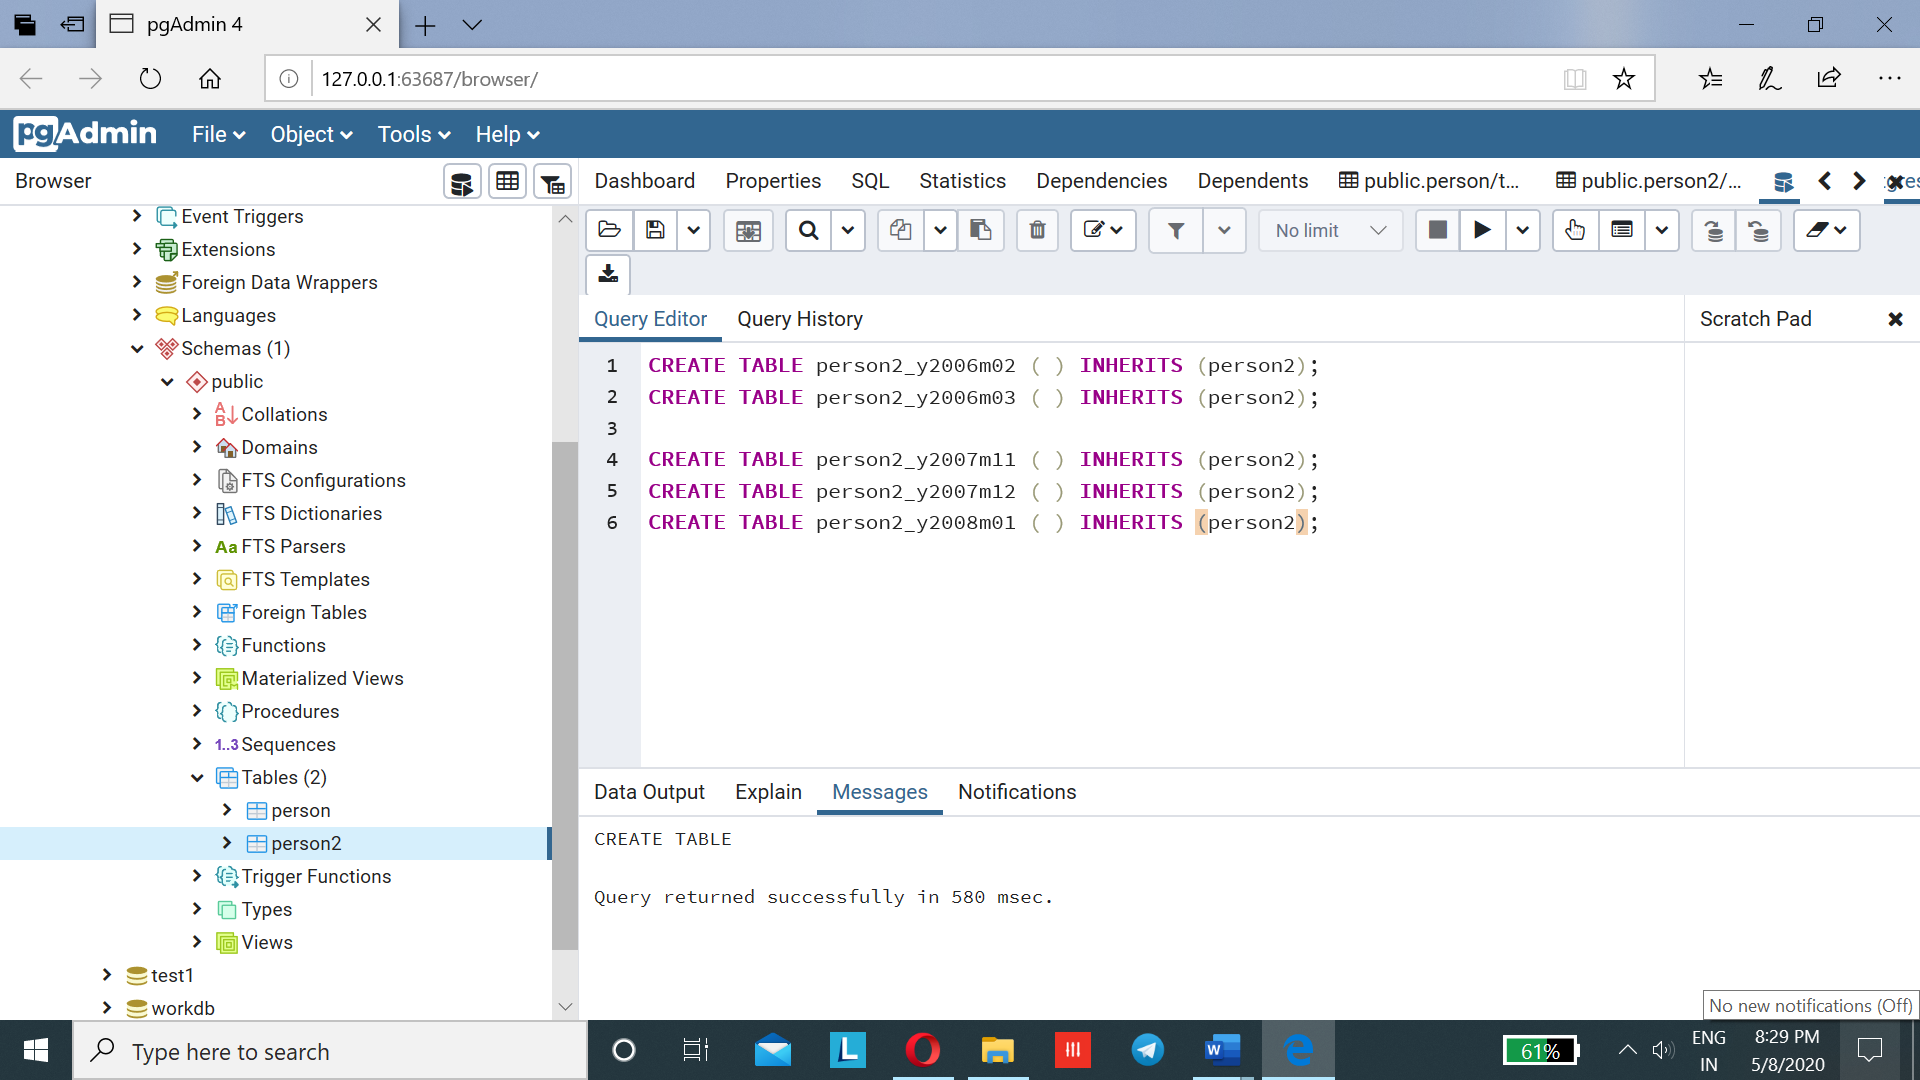 pgAdmin 4
127.0.0.1:63687/browser/
pgAdmin File Object Tools Help
Browser
Dashboard Properties SQL Statistics Dependencies Dependents public.person/t... public.person2/...
No limit
Event Triggers
Extensions
Foreign Data Wrappers
Languages
Schemas (1)
public
Collations
Domains
FTS Configurations
FTS Dictionaries
Aa FTS Parsers
FTS Templates
Foreign Tables
Functions
Materialized Views
Procedures
1..3 Sequences
Tables (2)
person
person2
Trigger Functions
Types
Views
test1
workdb
Query Editor Query History
Scratch Pad
1 CREATE TABLE person2_y2006m02 ( ) INHERITS (person2);
2 CREATE TABLE person2_y2006m03 ( ) INHERITS (person2);
3
4 CREATE TABLE person2_y2007m11 ( ) INHERITS (person2);
5 CREATE TABLE person2_y2007m12 ( ) INHERITS (person2);
6 CREATE TABLE person2_y2008m01 ( ) INHERITS (person2);
Data Output Explain Messages Notifications
CREATE TABLE
Query returned successfully in 580 msec.
No new notifications (Off)
Type here to search
L
W
61%
ENG
IN
8:29 PM
5/8/2020